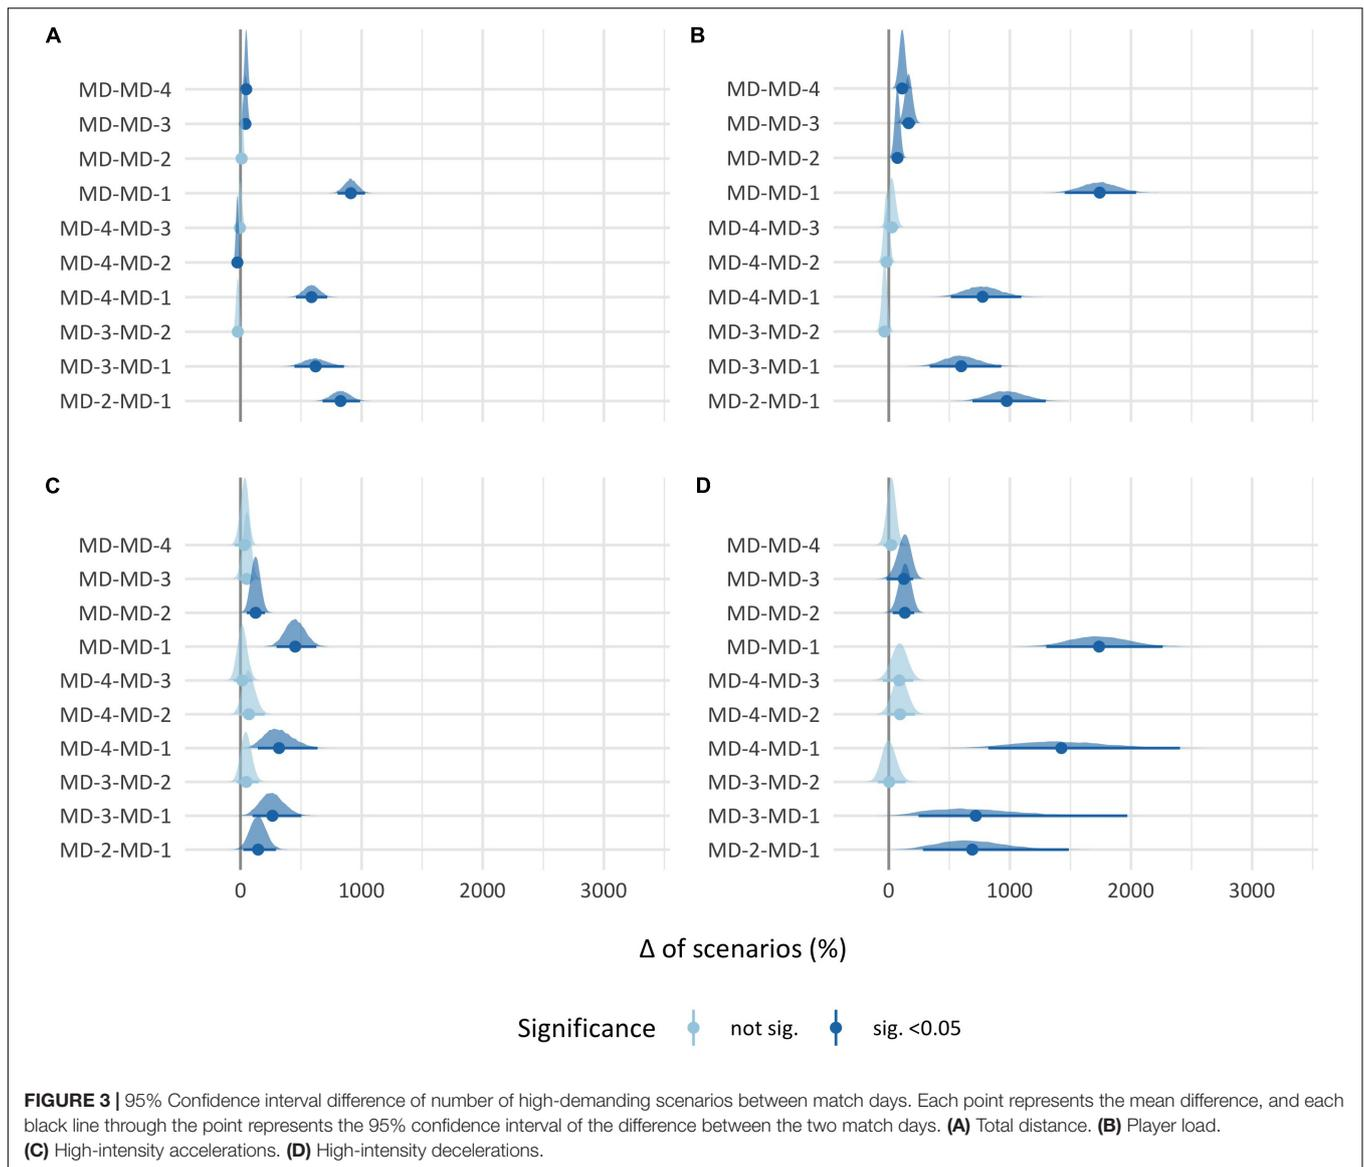 A
MD-MD-4
MD-MD-3
MD-MD-2
MD-MD-1
MD-4-MD-3
MD-4-MD-2
MD-4-MD-1
MD-3-MD-2
MD-3-MD-1
MD-2-MD-1
B
MD-MD-4
MD-MD-3
MD-MD-2
MD-MD-1
MD-4-MD-3
MD-4-MD-2
MD-4-MD-1
MD-3-MD-2
MD-3-MD-1
MD-2-MD-1
C
MD-MD-4
MD-MD-3
MD-MD-2
MD-MD-1
MD-4-MD-3
MD-4-MD-2
MD-4-MD-1
MD-3-MD-2
MD-3-MD-1
MD-2-MD-1
0 1000 2000 3000
D
MD-MD-4
MD-MD-3
MD-MD-2
MD-MD-1
MD-4-MD-3
MD-4-MD-2
MD-4-MD-1
MD-3-MD-2
MD-3-MD-1
MD-2-MD-1
0 1000 2000 3000
Δ of scenarios (%)
Significance not sig. sig. <0.05
FIGURE 3 | 95% Confidence interval difference of number of high-demanding scenarios between match days. Each point represents the mean difference, and each
black line through the point represents the 95% confidence interval of the difference between the two match days. (A) Total distance. (B) Player load.
(C) High-intensity accelerations. (D) High-intensity decelerations.